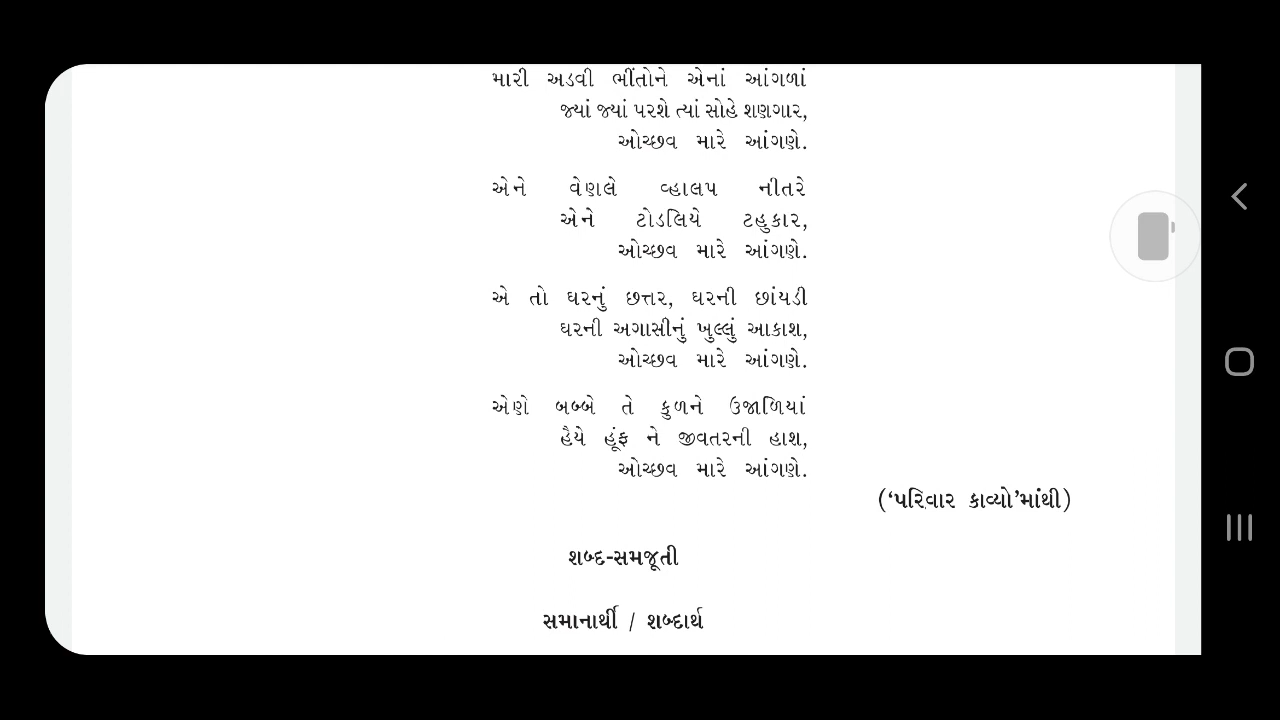 મારી અડવી ભીંતોને એનાં આંગળાં
જ્યાં જ્યાં પરશે ત્યાં સોહે શણગાર,
ઓચ્છવ મારે આંગણે.
એને વેણલે વ્હાલપ નીતરે
એને ટોડલિયે ટહુકાર,
ઓચ્છવ મારે આંગણે.
એ તો ઘરનું છત્તર, ઘરની છાંયડી
ઘરની અગાસીનું ખુલ્લું આકાશ,
ઓચ્છવ મારે આંગણે.
એણે બબ્બે તે કુળને ઉજાળિયાં
હૈયે હૂંફ ને જીવતરની હાશ,
ઓચ્છવ મારે આંગણે.
(‘પરિવાર કાવ્યો’માંથી)
શબ્દ-સમજૂતી
સમાનાર્થી / શબ્દાર્થ